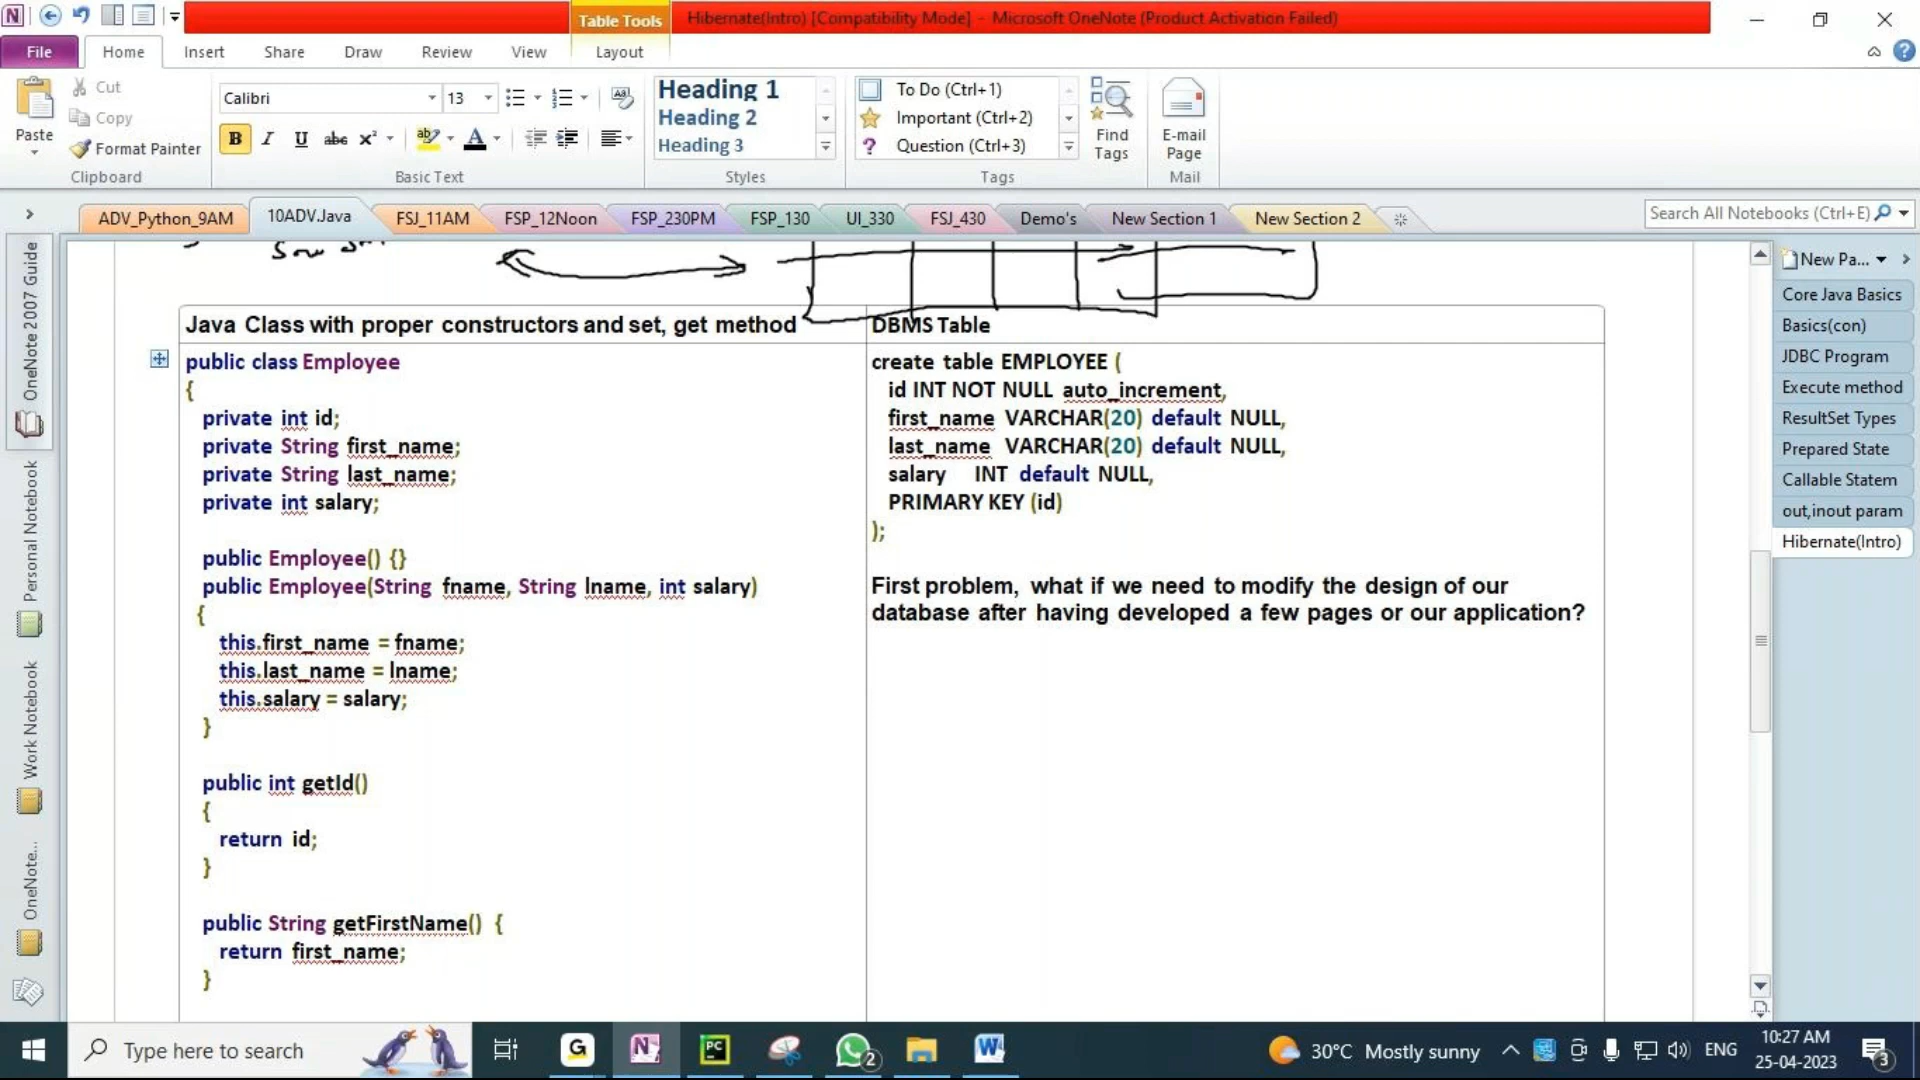 Table Tools
Hibernate(Intro) [Compatibility Mode] - Microsoft OneNote (Product Activation Failed)
File Home Insert Share Draw Review View Layout
Paste
Cut
Copy
Format Painter
Clipboard
Calibri 13
B I U abc x² A
Basic Text
Heading 1
Heading 2
Heading 3
Styles
To Do (Ctrl+1)
Important (Ctrl+2)
Question (Ctrl+3)
Tags
Find
Tags
E-mail
Page
Mail
ADV_Python_9AM 10ADV.Java FSJ_11AM FSP_12Noon FSP_230PM FSP_130 UI_330 FSJ_430 Demo's New Section 1 New Section 2
Search All Notebooks (Ctrl+E)
OneNote 2007 Guide
Personal Notebook
Work Notebook
OneNote...
Java Class with proper constructors and set, get method
public class Employee
{
private int id;
private String first_name;
private String last_name;
private int salary;
public Employee() {}
public Employee(String fname, String lname, int salary)
{
this.first_name = fname;
this.last_name = lname;
this.salary = salary;
}
public int getId()
{
return id;
}
public String getFirstName() {
return first_name;
}
DBMS Table
create table EMPLOYEE (
id INT NOT NULL auto_increment,
first_name VARCHAR(20) default NULL,
last_name VARCHAR(20) default NULL,
salary INT default NULL,
PRIMARY KEY (id)
);
First problem, what if we need to modify the design of our
database after having developed a few pages or our application?
New Pa...
Core Java Basics
Basics(con)
JDBC Program
Execute method
ResultSet Types
Prepared State
Callable Statem
out,inout param
Hibernate(Intro)
Type here to search
G
N
PC
2
W
30°C Mostly sunny
ENG
10:27 AM
25-04-2023
3